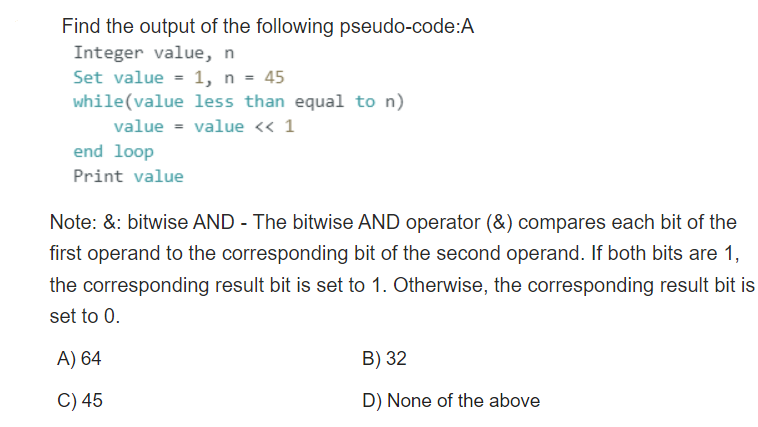 Find the output of the following pseudo-code:A
Integer value, n
Set value = 1, n = 45
while(value less than equal to n)
value = value << 1
end loop
Print value
Note: &: bitwise AND - The bitwise AND operator (&) compares each bit of the
first operand to the corresponding bit of the second operand. If both bits are 1,
the corresponding result bit is set to 1. Otherwise, the corresponding result bit is
set to 0.
A) 64 B) 32
C) 45 D) None of the above